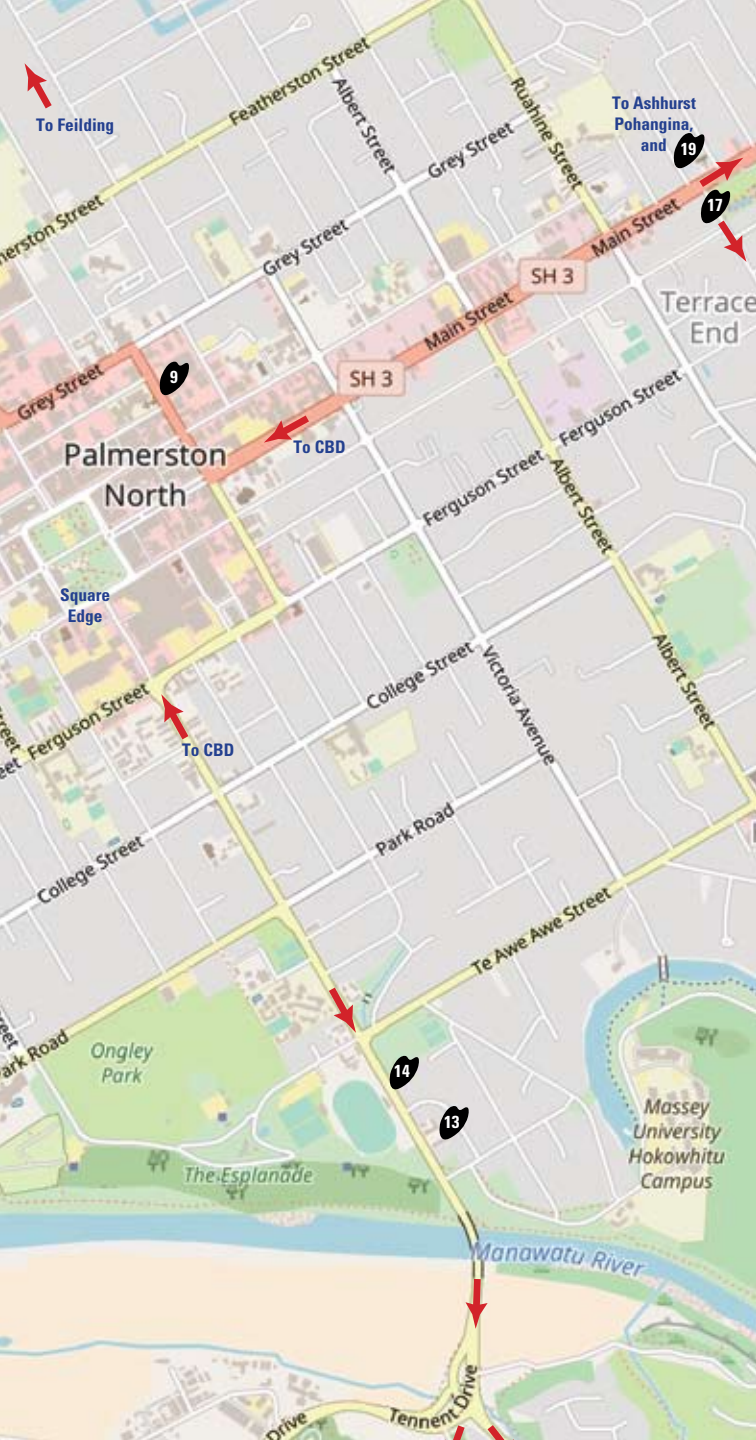 Featherston Street
Albert Street
Ruahine Street
To Feilding
To Ashhurst
Pohangina,
and
19
Grey Street
17
herston Street
Main Street
Grey Street
SH 3
Terrace
End
Main Street
9
SH 3
Grey Street
Ferguson Street
To CBD
Palmerston
North
Ferguson Street
Albert Street
Square
Edge
College Street
Victoria Avenue
Albert Street
Ferguson Street
To CBD
Park Road
College Street
Te Awe Awe Street
ark Road
Ongley
Park
14
13
Massey
University
Hokowhitu
Campus
The Esplanade
Manawatu River
Tennent Drive
Drive